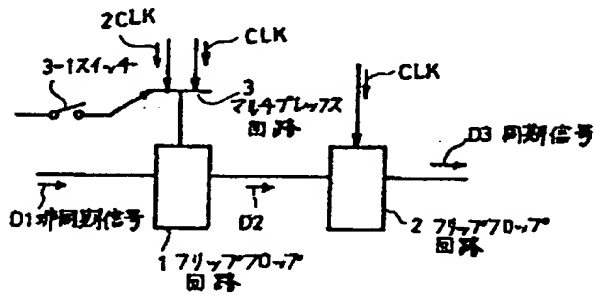 2CLK
CLK
3-1スイッチ
3
マルチプレックス
回路
CLK
D3 同期信号
D1 非同期信号
D2
1 フリップフロップ
回路
2 フリップフロップ
回路